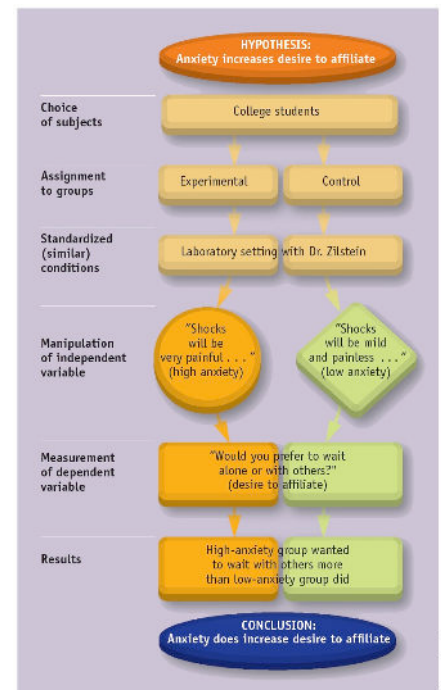 HYPOTHESIS:
Anxiety increases desire to affiliate
Choice
of subjects
College students
Assignment
to groups
Experimental
Control
Standardized
(similar)
conditions
Laboratory setting with Dr. Zilstein
Manipulation
of independent
variable
"Shocks
will be
very painful . . ."
(high anxiety)
"Shocks
will be mild
and painless . . ."
(low anxiety)
Measurement
of dependent
variable
"Would you prefer to wait
alone or with others?"
(desire to affiliate)
Results
High-anxiety group wanted
to wait with others more
than low-anxiety group did
CONCLUSION:
Anxiety does increase desire to affiliate